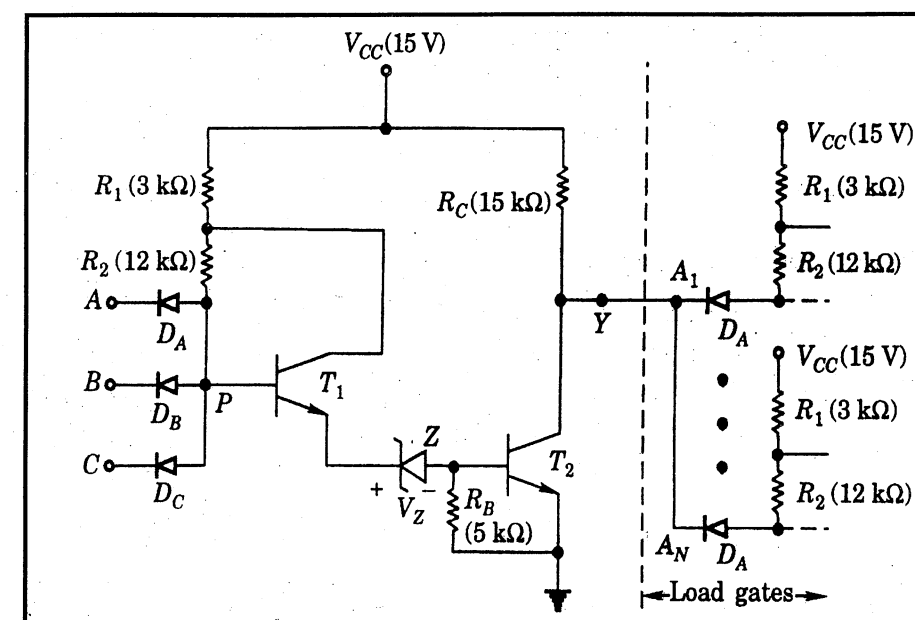 V_CC (15 V)
R_1 (3 kΩ)
R_C (15 kΩ)
R_2 (12 kΩ)
A
D_A
B
D_B
P
T_1
C
D_C
Z
+
V_Z
−
R_B
(5 kΩ)
T_2
Y
V_CC (15 V)
R_1 (3 kΩ)
R_2 (12 kΩ)
A_1
D_A
V_CC (15 V)
R_1 (3 kΩ)
R_2 (12 kΩ)
A_N
D_A
Load gates